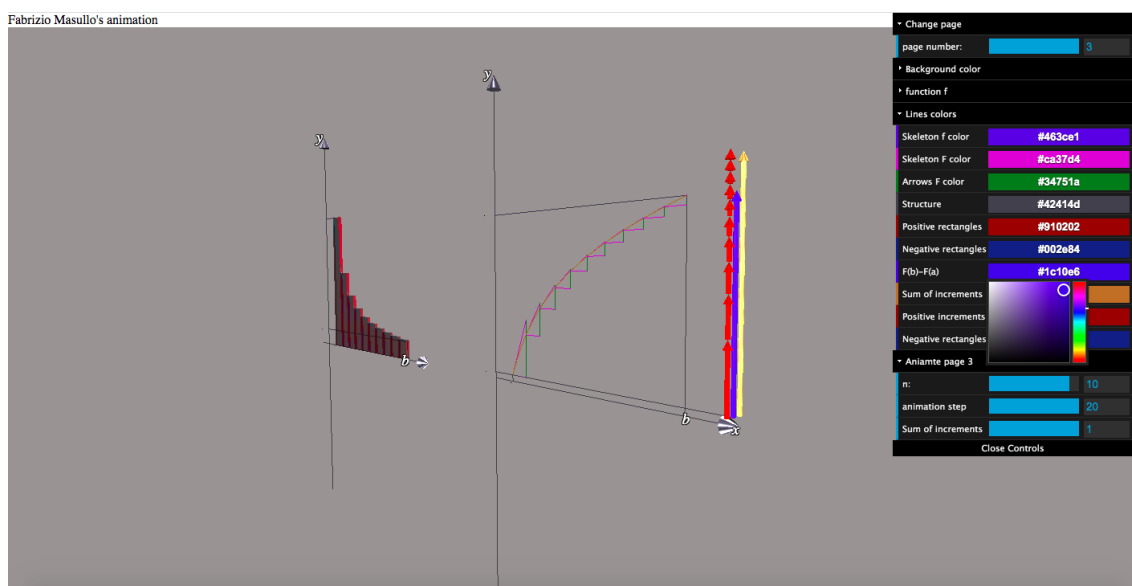 Fabrizio Masullo's animation
Change page
page number: 3
Background color
function f
Lines colors
Skeleton f color #463ce1
Skeleton F color #ca37d4
Arrows F color #34751a
Structure #42414d
Positive rectangles #910202
Negative rectangles #002e84
F(b)-F(a) #1c10e6
Sum of increments
Positive increments
Negative rectangles
Aniamte page 3
n: 10
animation step 20
Sum of increments 1
Close Controls
y
y
b
b
x